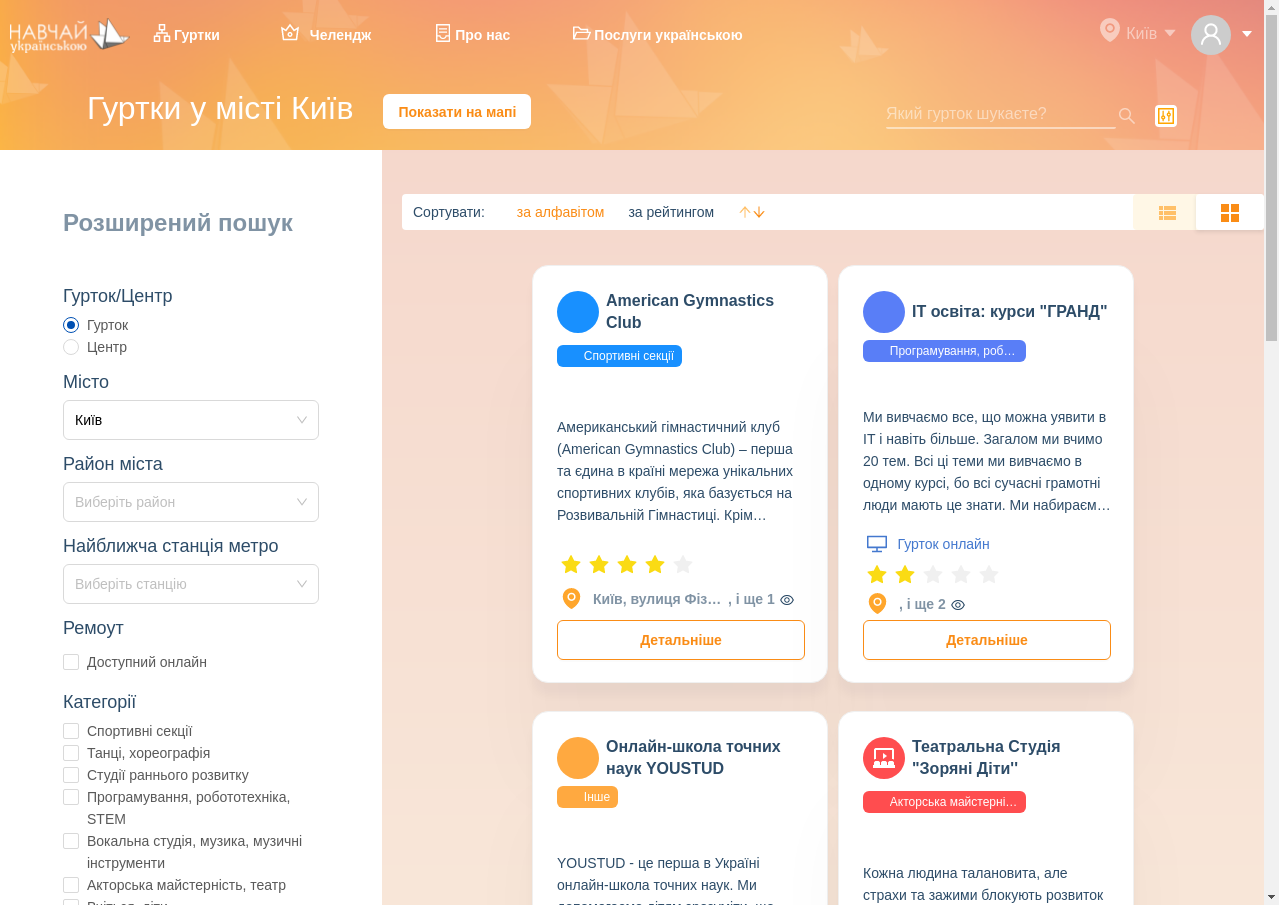 НАВЧАЙ
українською
Гуртки
Челендж
Про нас
Послуги українською
Київ
Гуртки у місті Київ
Показати на мапі
Який гурток шукаєте?
Розширений пошук
Гурток/Центр
Гурток
Центр
Місто
Київ
Район міста
Виберіть район
Найближча станція метро
Виберіть станцію
Ремоут
Доступний онлайн
Категорії
Спортивні секції
Танці, хореографія
Студії раннього розвитку
Програмування, робототехніка,
STEM
Вокальна студія, музика, музичні
інструменти
Акторська майстерність, театр
Сортувати:
за алфавітом
за рейтингом
American Gymnastics
Club
Спортивні секції
Американський гімнастичний клуб
(American Gymnastics Club) – перша
та єдина в країні мережа унікальних
спортивних клубів, яка базується на
Розвивальній Гімнастиці. Крім…
Київ, вулиця Фіз… , і ще 1
Детальніше
IT освіта: курси "ГРАНД"
Програмування, роб…
Ми вивчаємо все, що можна уявити в
ІТ і навіть більше. Загалом ми вчимо
20 тем. Всі ці теми ми вивчаємо в
одному курсі, бо всі сучасні грамотні
люди мають це знати. Ми набираєм…
Гурток онлайн
, і ще 2
Детальніше
Онлайн-школа точних
наук YOUSTUD
Інше
YOUSTUD - це перша в Україні
онлайн-школа точних наук. Ми
Театральна Студія
"Зоряні Діти"
Акторська майстерні…
Кожна людина талановита, але
страхи та зажими блокують розвиток